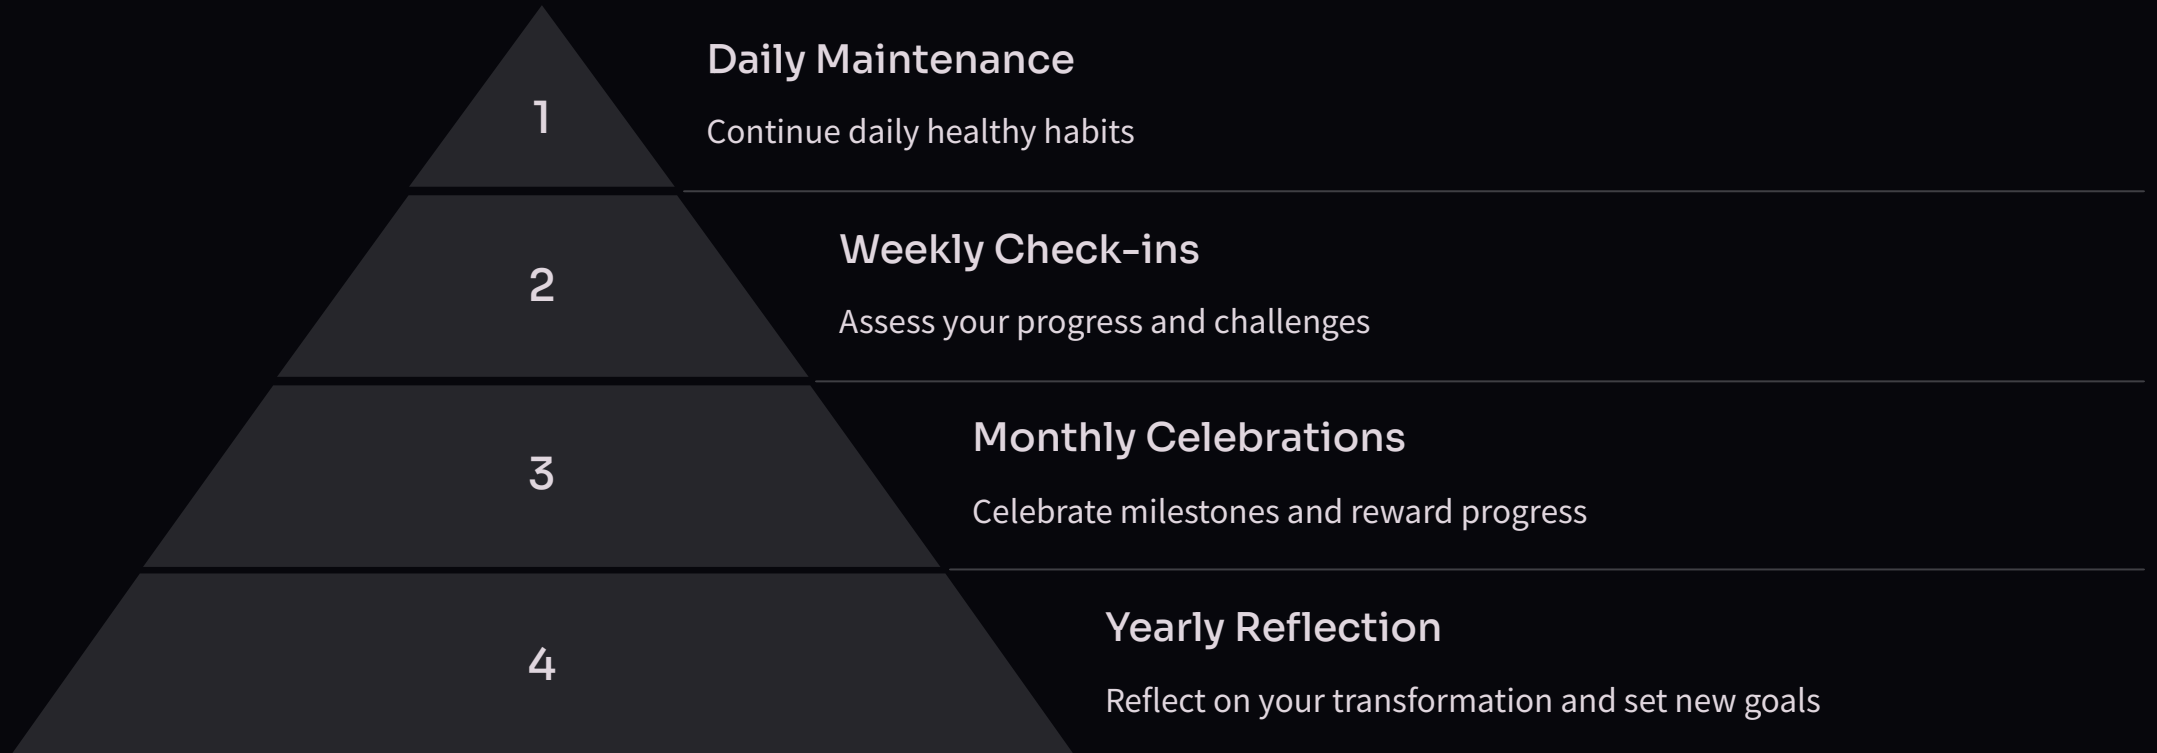 1
Daily Maintenance
Continue daily healthy habits
2
Weekly Check-ins
Assess your progress and challenges
3
Monthly Celebrations
Celebrate milestones and reward progress
4
Yearly Reflection
Reflect on your transformation and set new goals